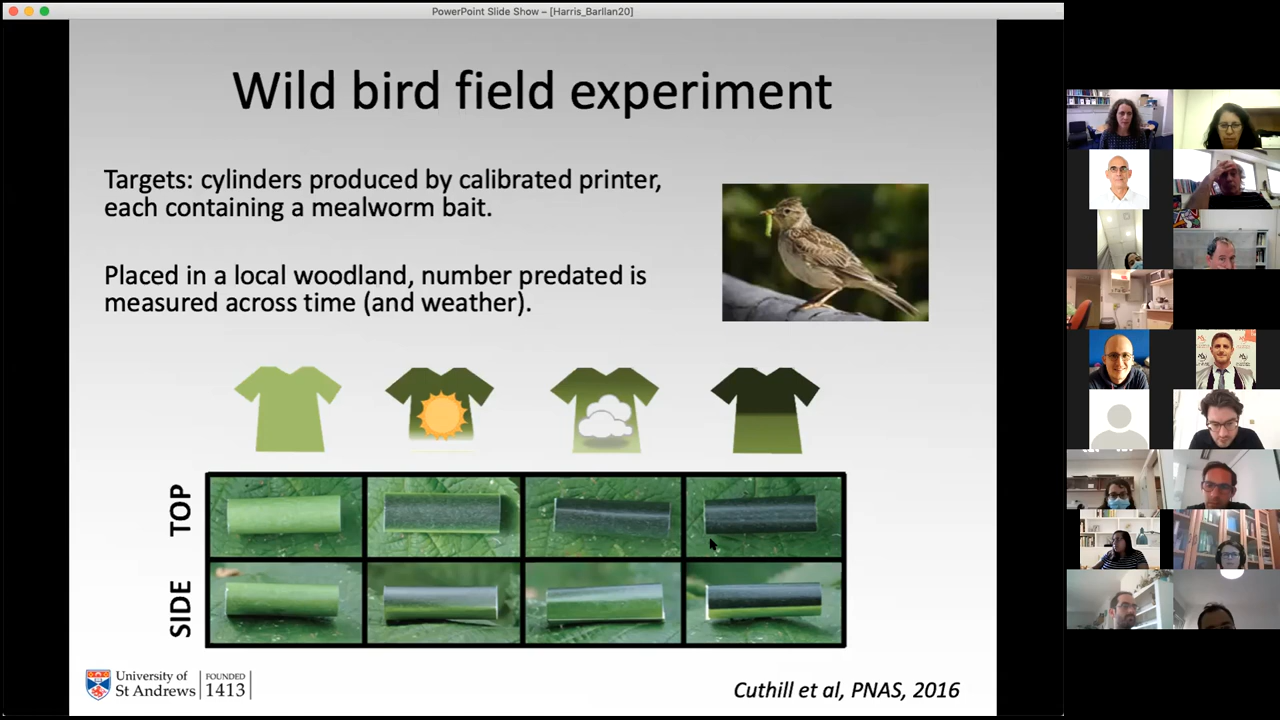 PowerPoint Slide Show – [Harris_BarIlan20]
Wild bird field experiment
Targets: cylinders produced by calibrated printer,
each containing a mealworm bait.
Placed in a local woodland, number predated is
measured across time (and weather).
TOP
SIDE
University of
St Andrews
FOUNDED
1413
Cuthill et al, PNAS, 2016